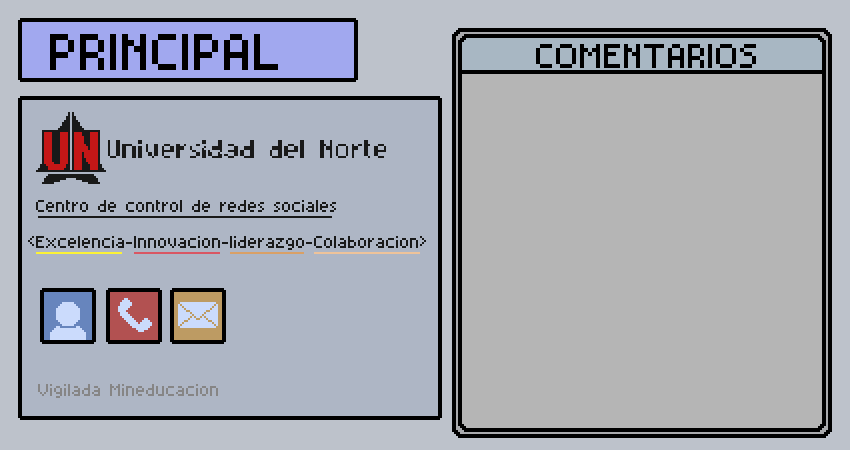 PRINCIPAL
UN
Universidad del Norte
Centro de control de redes sociales
<Excelencia-Innovacion-liderazgo-Colaboracion>
Vigilada Mineducacion
COMENTARIOS